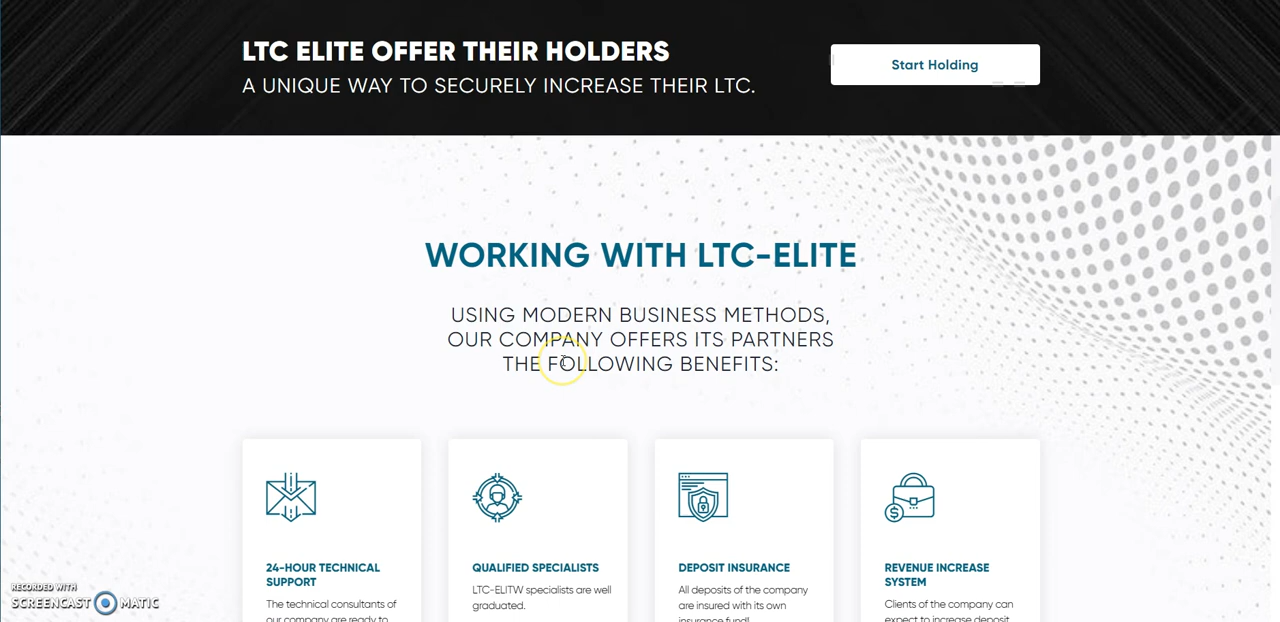 LTC ELITE OFFER THEIR HOLDERS
A UNIQUE WAY TO SECURELY INCREASE THEIR LTC.
Start Holding
WORKING WITH LTC-ELITE
USING MODERN BUSINESS METHODS,
OUR COMPANY OFFERS ITS PARTNERS
THE FOLLOWING BENEFITS:
24-HOUR TECHNICAL
SUPPORT
The technical consultants of
our company are ready to
QUALIFIED SPECIALISTS
LTC-ELITW specialists are well
graduated.
DEPOSIT INSURANCE
All deposits of the company
are insured with its own
insurance fund!
REVENUE INCREASE
SYSTEM
Clients of the company can
expect to increase deposit
RECORDED WITH
SCREENCAST MATIC